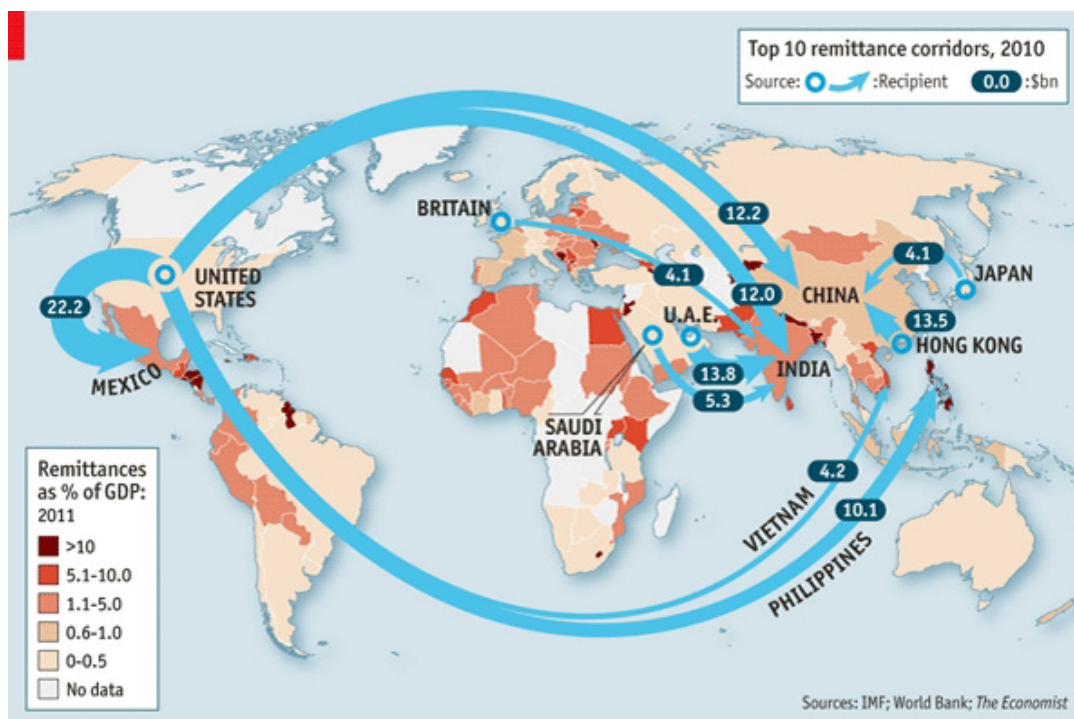 Top 10 remittance corridors, 2010
Source: :Recipient 0.0 :$bn
BRITAIN
12.2
UNITED
STATES
22.2
4.1
12.0
CHINA
4.1
JAPAN
U.A.E.
13.5
HONG KONG
MEXICO
13.8
INDIA
5.3
SAUDI
ARABIA
4.2
VIETNAM
10.1
PHILIPPINES
Remittances
as % of GDP:
2011
>10
5.1-10.0
1.1-5.0
0.6-1.0
0-0.5
No data
Sources: IMF; World Bank; The Economist